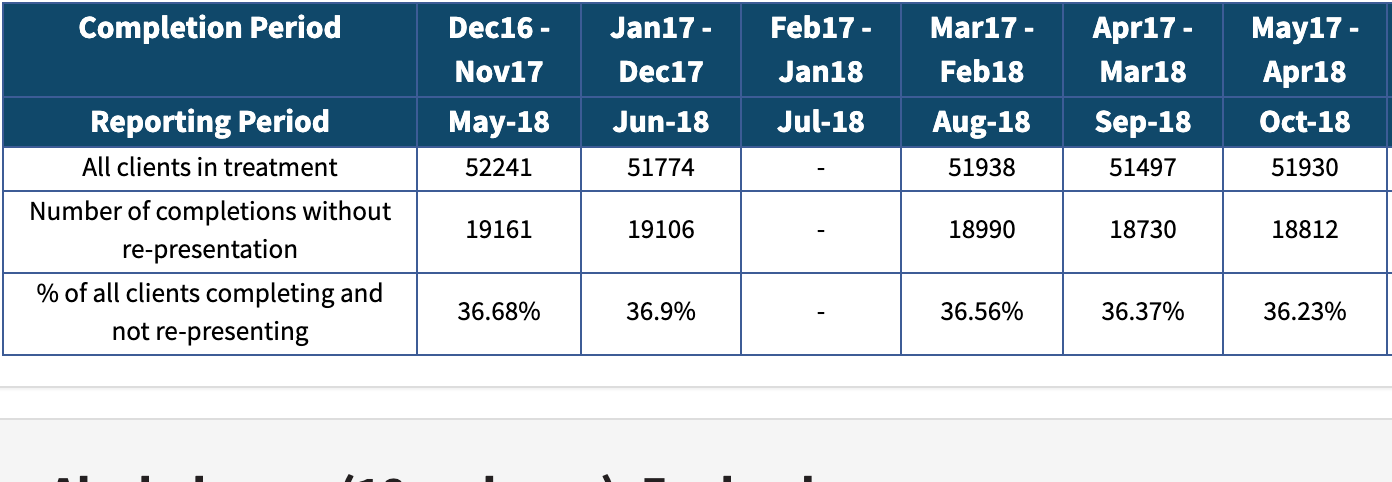 Completion Period Dec16 - Nov17 Jan17 - Dec17 Feb17 - Jan18 Mar17 - Feb18 Apr17 - Mar18 May17 - Apr18
Reporting Period May-18 Jun-18 Jul-18 Aug-18 Sep-18 Oct-18
All clients in treatment 52241 51774 - 51938 51497 51930
Number of completions without re-presentation 19161 19106 - 18990 18730 18812
% of all clients completing and not re-presenting 36.68% 36.9% - 36.56% 36.37% 36.23%